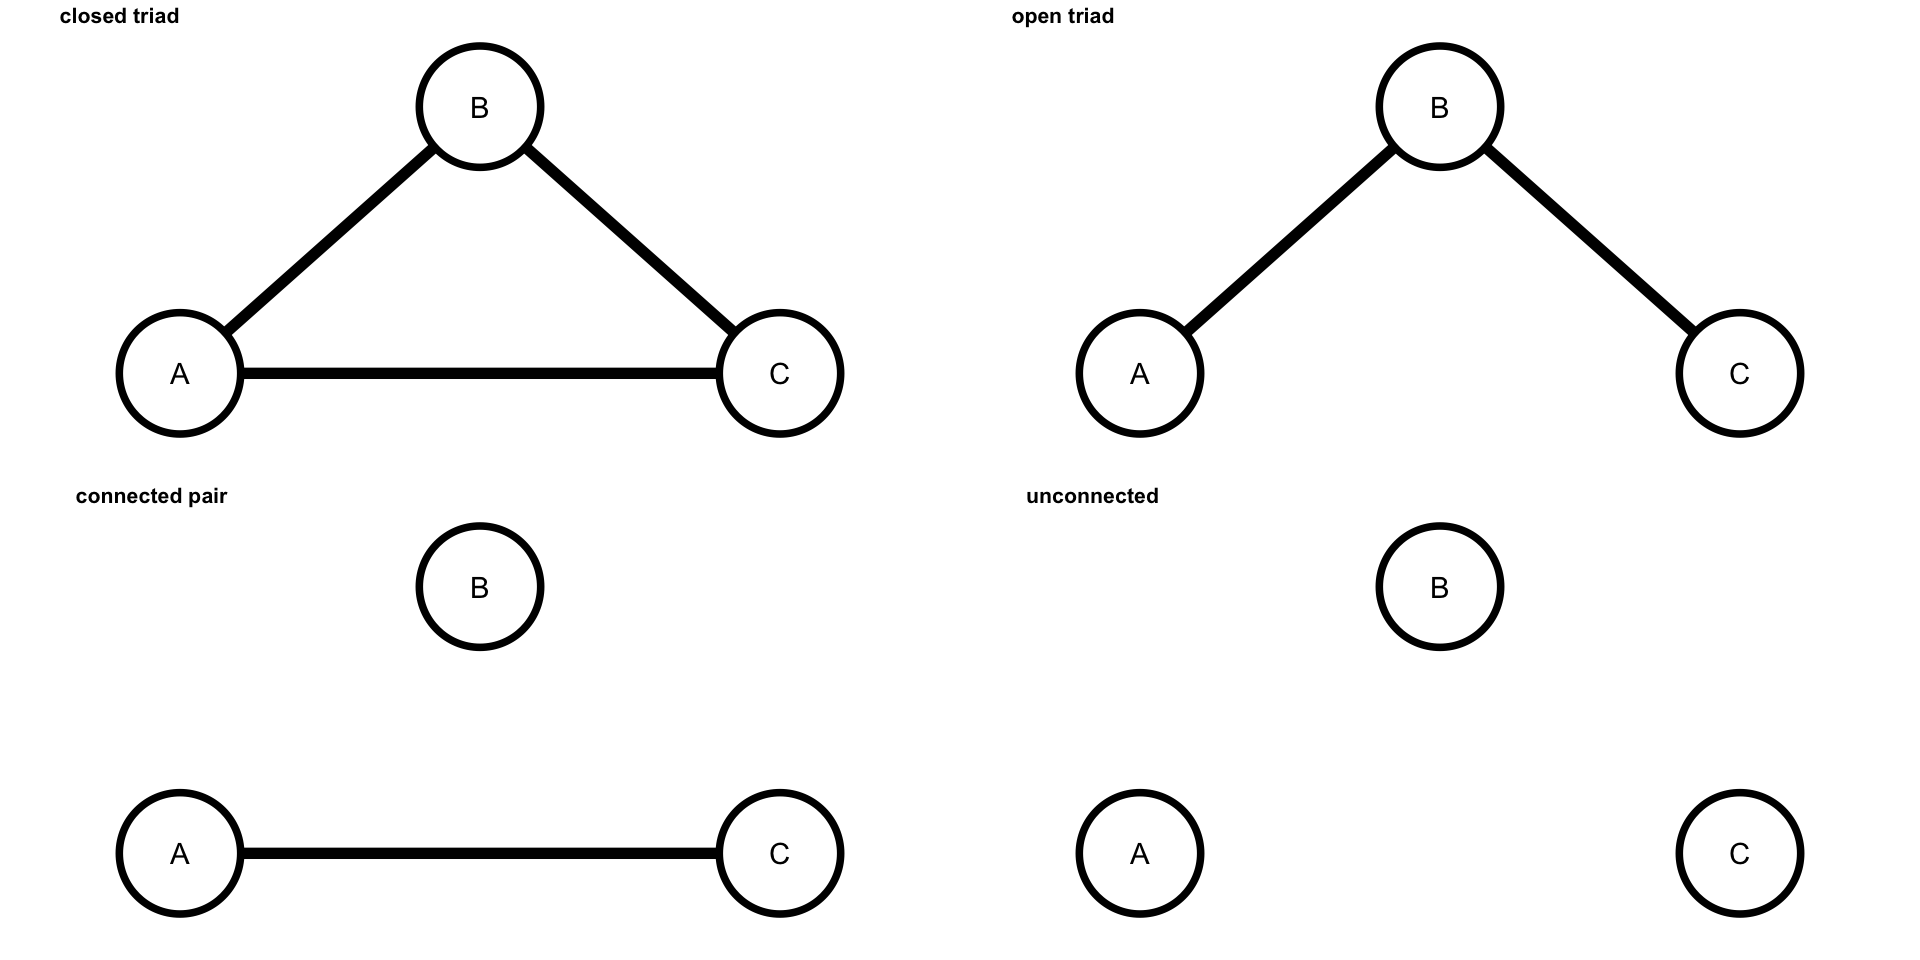 closed triad
B
A
C
open triad
B
A
C
connected pair
B
A
C
unconnected
B
A
C